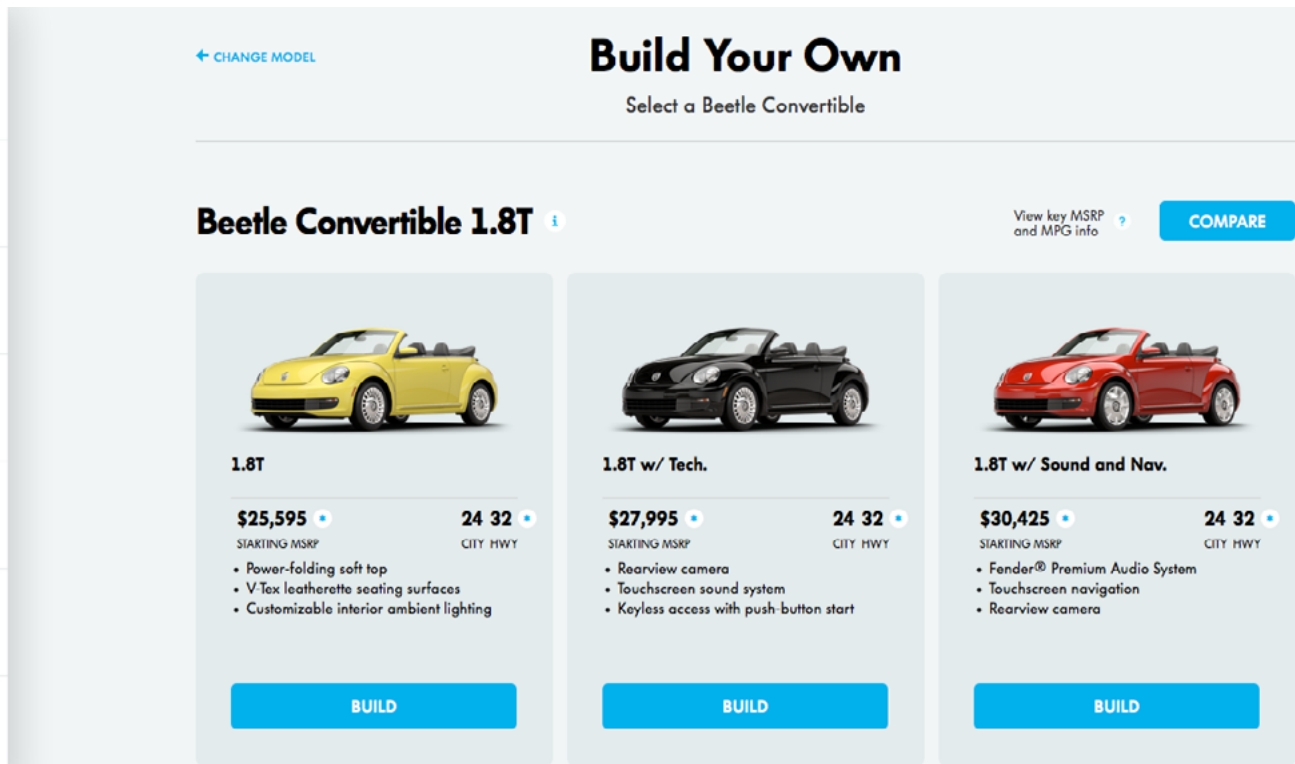 CHANGE MODEL
Build Your Own
Select a Beetle Convertible
Beetle Convertible 1.8T i
View key MSRP
and MPG info ?
COMPARE
1.8T
$25,595 *
STARTING MSRP
24 32 *
CITY HWY
• Power-folding soft top
• V-Tex leatherette seating surfaces
• Customizable interior ambient lighting
BUILD
1.8T w/ Tech.
$27,995 *
STARTING MSRP
24 32 *
CITY HWY
• Rearview camera
• Touchscreen sound system
• Keyless access with push-button start
BUILD
1.8T w/ Sound and Nav.
$30,425 *
STARTING MSRP
24 32 *
CITY HWY
• Fender® Premium Audio System
• Touchscreen navigation
• Rearview camera
BUILD